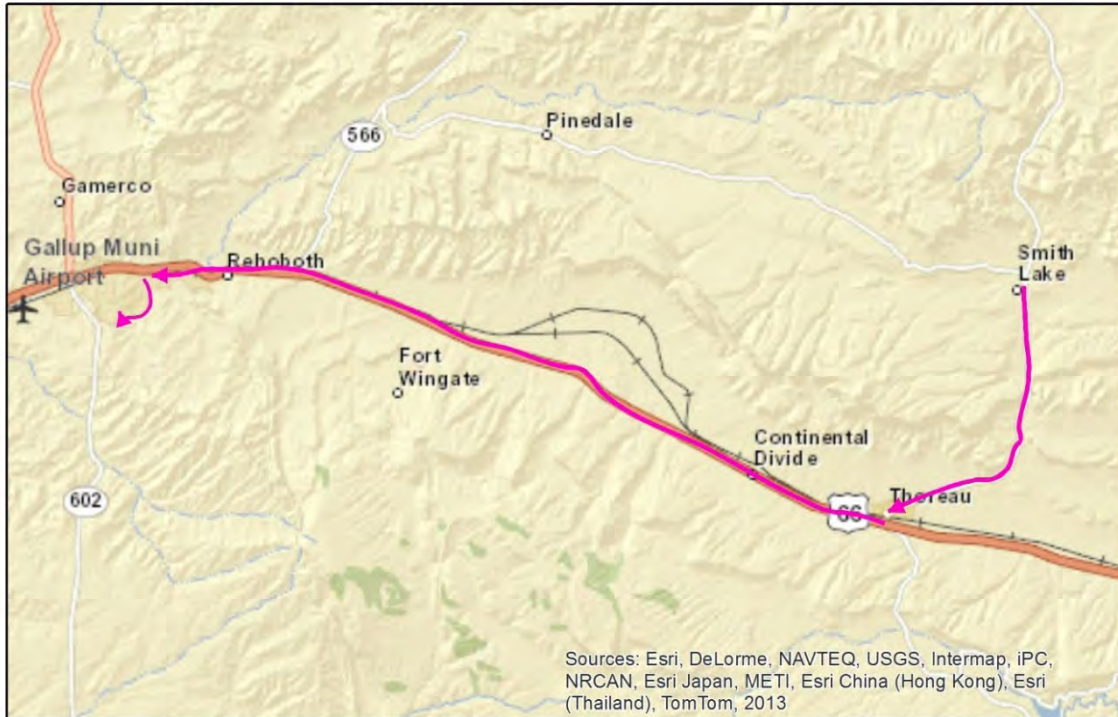 566
Pinedale
Gamerco
Gallup Muni
Airport
Rehoboth
Smith
Lake
Fort
Wingate
Continental
Divide
602
66
Thoreau
Sources: Esri, DeLorme, NAVTEQ, USGS, Intermap, iPC,
NRCAN, Esri Japan, METI, Esri China (Hong Kong), Esri
(Thailand), TomTom, 2013